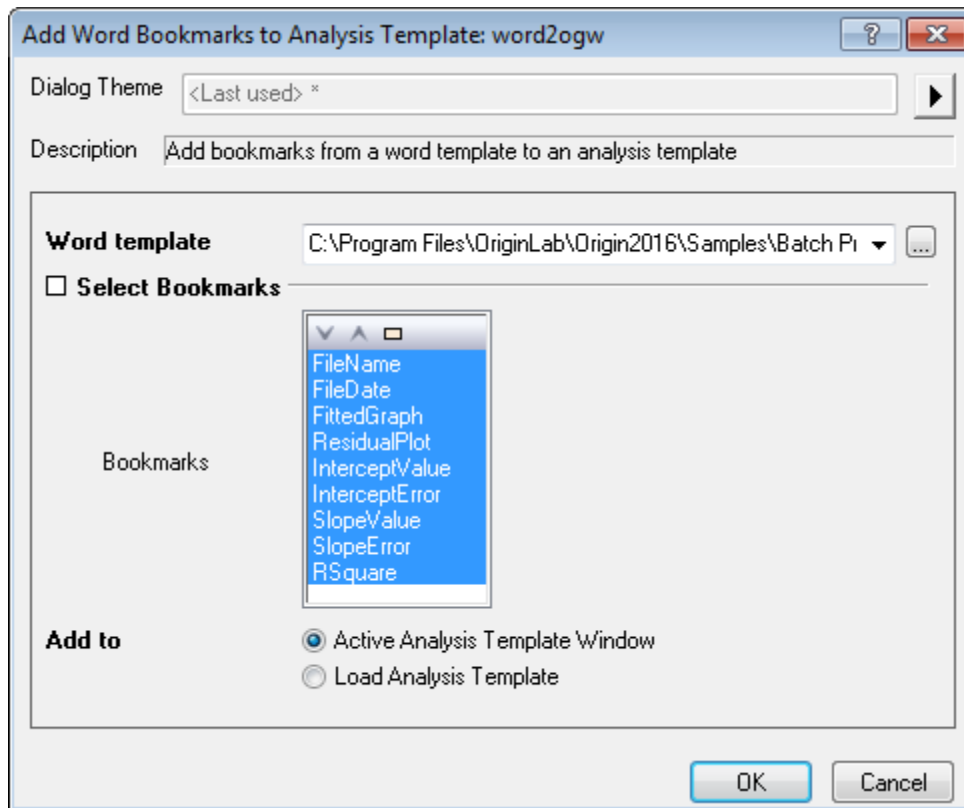 Add Word Bookmarks to Analysis Template: word2ogw
Dialog Theme <Last used> *
Description Add bookmarks from a word template to an analysis template
Word template C:\Program Files\OriginLab\Origin2016\Samples\Batch Pr ...
Select Bookmarks
FileName
FileDate
FittedGraph
ResidualPlot
Bookmarks InterceptValue
InterceptError
SlopeValue
SlopeError
RSquare
Add to Active Analysis Template Window
Load Analysis Template
OK Cancel